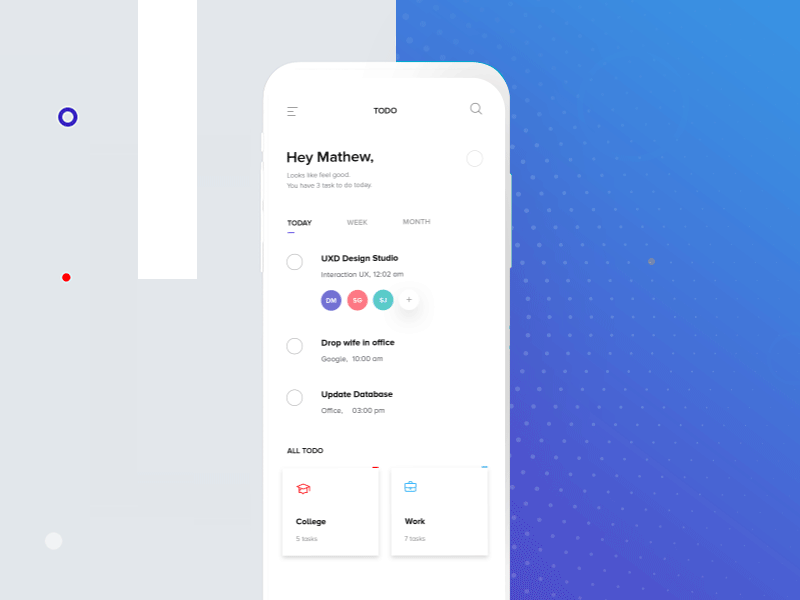 TODO
Hey Mathew,
Looks like feel good.
You have 3 task to do today.
TODAY WEEK MONTH
UXD Design Studio
Interaction UX, 12:02 am
DM SG SJ +
Drop wife in office
Google, 10:00 am
Update Database
Office, 03:00 pm
ALL TODO
College Work
5 tasks 7 tasks